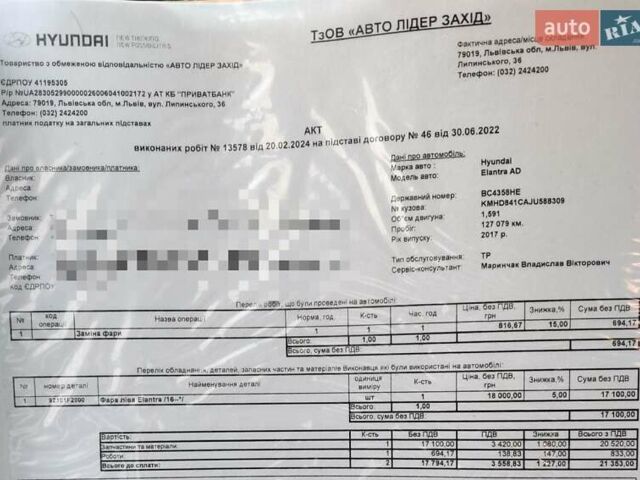 HYUNDAI
NEW THINKING.
NEW POSSIBILITIES.
ТзОВ «АВТО ЛІДЕР ЗАХІД»
auto RIA
Товариство з обмеженою відповідальністю «АВТО ЛІДЕР ЗАХІД»
ЄДРПОУ 41195305
Р/р №UA283052990000026006041002172 у АТ КБ "ПРИВАТБАНК"
Адреса: 79019, Львівська обл, м.Львів, вул. Липинського, 36
Телефон: (032) 2424200
платник податку на загальних підставах
Фактична адреса/місце складання
79019, Львівська обл, м.Львів, вул.
Липинського, 36
Телефон: (032) 2424200
АКТ
виконаних робіт № 13578 від 20.02.2024 на підставі договору № 46 від 30.06.2022
Дані про власника/замовника/платника:
Власник:
Адреса
Телефон:
Замовник:
Адреса:
Телефон
Платник:
Адреса
Телефон
код ЄДРПОУ
Дані про автомобіль:
Марка авто : Hyundai
Модель авто: Elantra AD
Державний номер: BC4358HE
№ кузова: KMHD841CAJU588309
Об'єм двигуна: 1,591
Пробіг: 127 079 км.
Рік випуску: 2017 р.
Тип обслуговування: ТР
Сервіс-консультант: Маринчак Владислав Вікторович
Перелік робіт, що були проведені на автомобілі:
№ код операції Назва операції Норма, год К-сть Час, год Ціна, без ПДВ, грн Знижка,% Сума без ПДВ
1 Заміна фари 1 1 1 816,67 15,00 694,17
Всього: 1,00 1,00
Всього, сума без ПДВ: 694,17
Перелік обладнання, деталей, запасних частин та матеріалів Виконавця які були використані на автомобілі:
№ номер деталі Найменування деталі одиниця виміру К-сть Ціна, без ПДВ, грн Знижка,% Сума без ПДВ
1 Фара ліва Elantra (16--*/ шт 1 18 000,00 5,00 17 100,00
Всього: 1,00
Всього, сума без ПДВ: 17 100,00
Вартість: К-сть Без ПДВ ПДВ Знижка Всього з ПДВ
Запчастини та матеріали: 1 17 100,00 3 420,00 1 080,00 20 520,00
Роботи: 1 694,17 138,83 147,00 833,00
Всього до сплати: 2 17 794,17 3 558,83 1 227,00 21 353,00